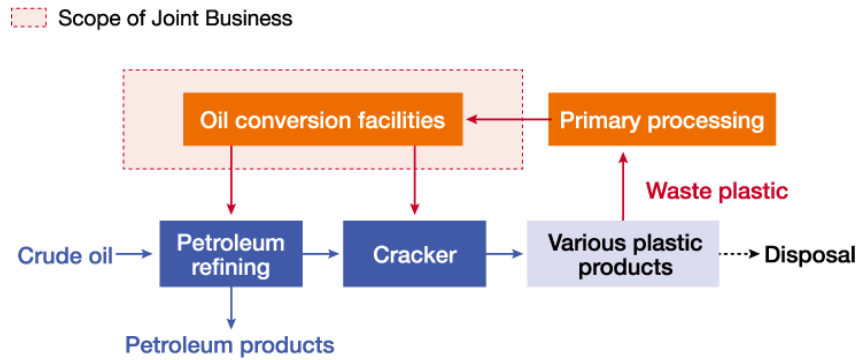 Scope of Joint Business
Oil conversion facilities
Primary processing
Waste plastic
Crude oil
Petroleum
refining
Cracker
Various plastic
products
Disposal
Petroleum products